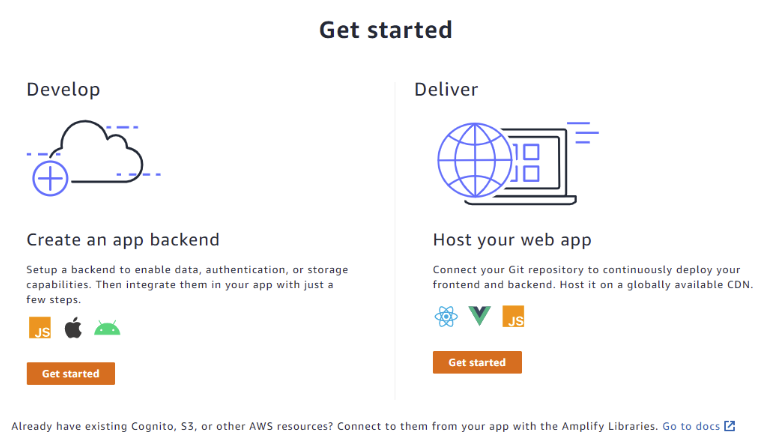 Get started
Develop
Create an app backend
Setup a backend to enable data, authentication, or storage
capabilities. Then integrate them in your app with just a
few steps.
JS
Get started
Deliver
Host your web app
Connect your Git repository to continuously deploy your
frontend and backend. Host it on a globally available CDN.
JS
Get started
Already have existing Cognito, S3, or other AWS resources? Connect to them from your app with the Amplify Libraries. Go to docs